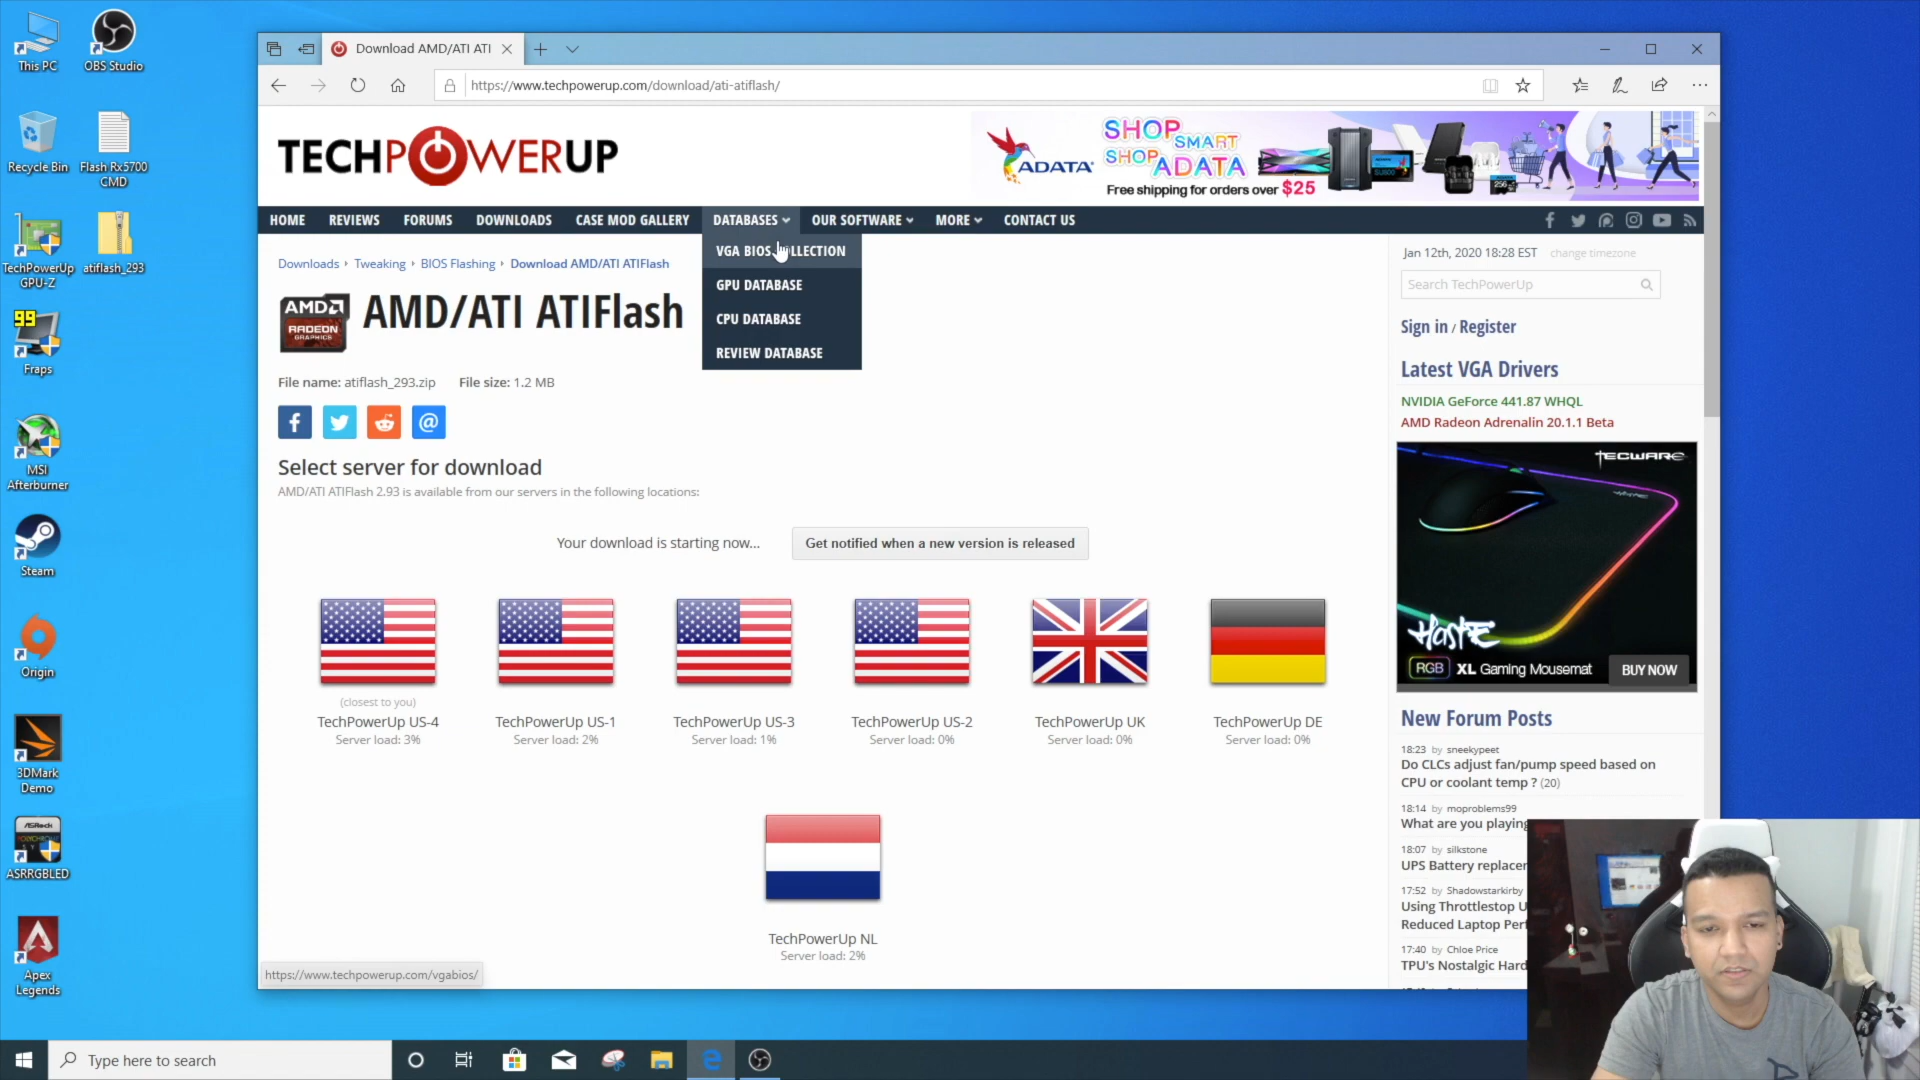 This PC
OBS Studio
Recycle Bin
Flash Rx5700
CMD
TechPowerUp
GPU-Z
atiflash_293
99
Fraps
MSI
Afterburner
Steam
Origin
3DMark
Demo
ASRock
ASRRGBLED
Apex
Legends
Download AMD/ATI ATI
https://www.techpowerup.com/download/ati-atiflash/
TECHPOWERUP
ADATA
SHOP SMART
SHOP ADATA
Free shipping for orders over $25
HOME
REVIEWS
FORUMS
DOWNLOADS
CASE MOD GALLERY
DATABASES
OUR SOFTWARE
MORE
CONTACT US
VGA BIOS COLLECTION
GPU DATABASE
CPU DATABASE
REVIEW DATABASE
Downloads
Tweaking
BIOS Flashing
Download AMD/ATI ATIFlash
AMD
RADEON
GRAPHICS
AMD/ATI ATIFlash
File name: atiflash_293.zip
File size: 1.2 MB
Select server for download
AMD/ATI ATIFlash 2.93 is available from our servers in the following locations:
Your download is starting now...
Get notified when a new version is released
(closest to you)
TechPowerUp US-4
Server load: 3%
TechPowerUp US-1
Server load: 2%
TechPowerUp US-3
Server load: 1%
TechPowerUp US-2
Server load: 0%
TechPowerUp UK
Server load: 0%
TechPowerUp DE
Server load: 0%
TechPowerUp NL
Server load: 2%
https://www.techpowerup.com/vgabios/
Jan 12th, 2020 18:28 EST
change timezone
Search TechPowerUp
Sign in / Register
Latest VGA Drivers
NVIDIA GeForce 441.87 WHQL
AMD Radeon Adrenalin 20.1.1 Beta
TECWARE
HASTE
RGB XL Gaming Mousemat
BUY NOW
New Forum Posts
18:23 by sneekypeet
Do CLCs adjust fan/pump speed based on
CPU or coolant temp ? (20)
18:14 by moproblems99
What are you playing
18:07 by silkstone
UPS Battery replacer
17:52 by Shadowstarkirby
Using Throttlestop U
Reduced Laptop Perf
17:40 by Chloe Price
TPU's Nostalgic Hard
Type here to search